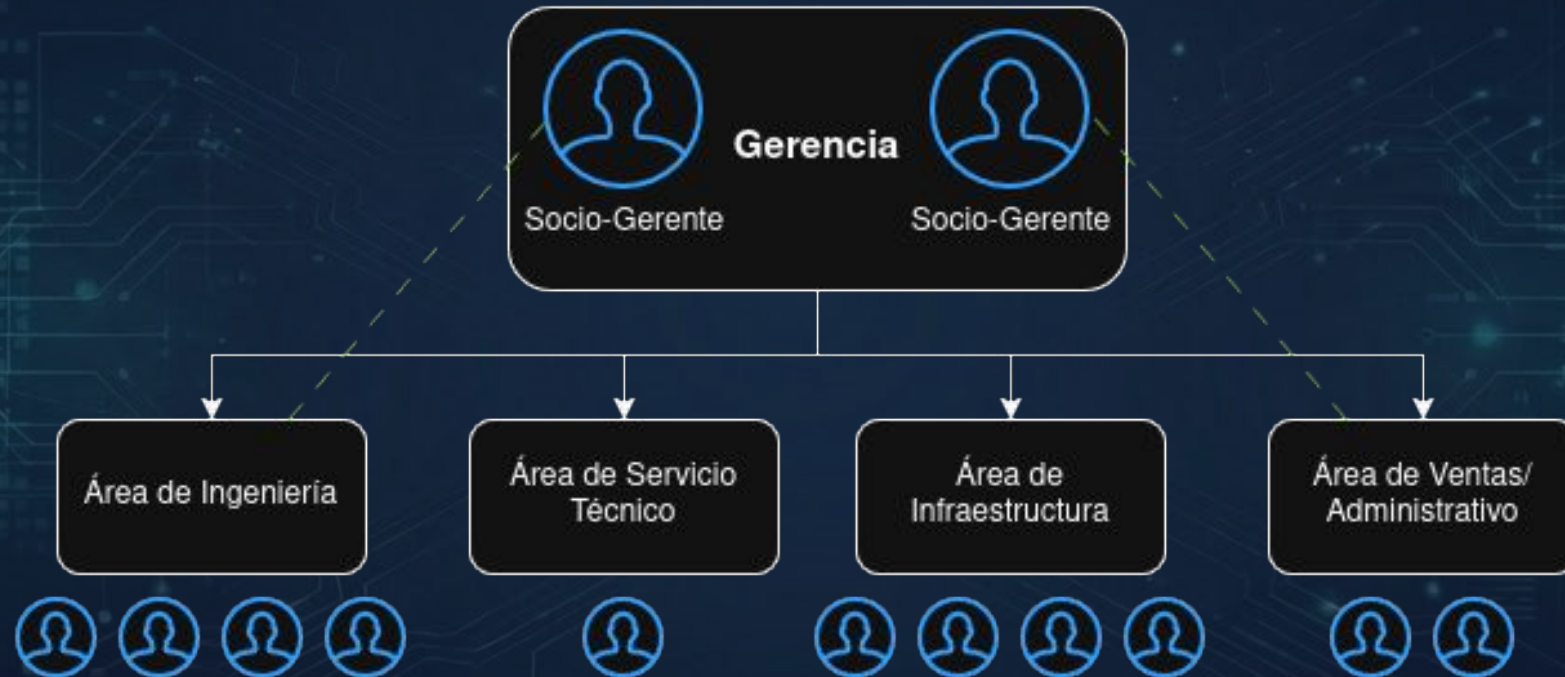 Gerencia
Socio-Gerente
Socio-Gerente
Área de Ingeniería
Área de Servicio
Técnico
Área de
Infraestructura
Área de Ventas/
Administrativo